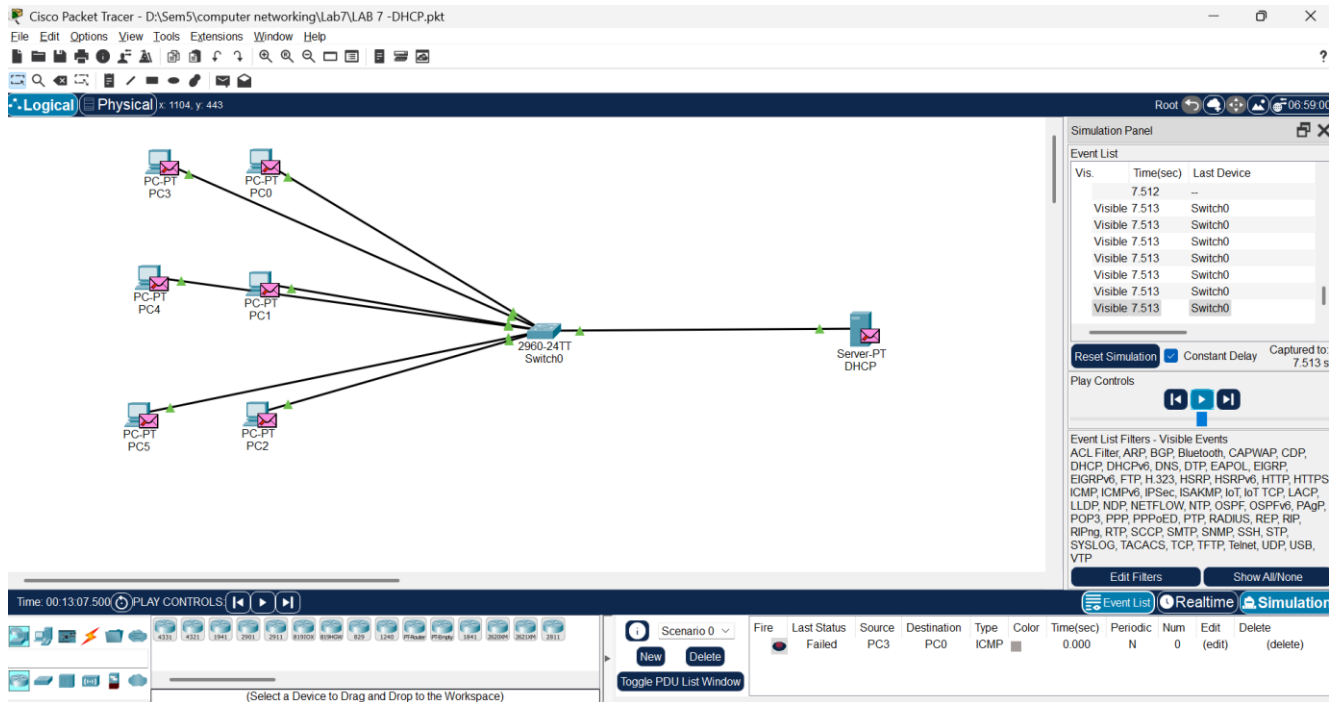 Cisco Packet Tracer - D:\Sem5\computer networking\Lab7\LAB 7 -DHCP.pkt
File Edit Options View Tools Extensions Window Help
?
Logical Physical x: 1104, y: 443 Root 06:59:00
Simulation Panel
Event List
Vis. Time(sec) Last Device
7.512 --
Visible 7.513 Switch0
Visible 7.513 Switch0
Visible 7.513 Switch0
Visible 7.513 Switch0
Visible 7.513 Switch0
Visible 7.513 Switch0
Visible 7.513 Switch0
Reset Simulation Constant Delay Captured to:
7.513 s
Play Controls
Event List Filters - Visible Events
ACL Filter, ARP, BGP, Bluetooth, CAPWAP, CDP,
DHCP, DHCPv6, DNS, DTP, EAPOL, EIGRP,
EIGRPv6, FTP, H.323, HSRP, HSRPv6, HTTP, HTTPS
ICMP, ICMPv6, IPSec, ISAKMP, IoT, IoT TCP, LACP,
LLDP, NDP, NETFLOW, NTP, OSPF, OSPFv6, PAgP,
POP3, PPP, PPPoED, PTP, RADIUS, REP, RIP,
RIPng, RTP, SCCP, SMTP, SNMP, SSH, STP,
SYSLOG, TACACS, TCP, TFTP, Telnet, UDP, USB,
VTP
Edit Filters Show All/None
PC-PT
PC3
PC-PT
PC0
PC-PT
PC4
PC-PT
PC1
2960-24TT
Switch0
Server-PT
DHCP
PC-PT
PC5
PC-PT
PC2
Time: 00:13:07.500 PLAY CONTROLS: Event List Realtime Simulation
4331 4321 1941 2901 2911 819IOX 819HGW 829 1240 PT-Router PT-Empty 1841 2620XM 2621XM 2811
(Select a Device to Drag and Drop to the Workspace)
Scenario 0
New Delete
Toggle PDU List Window
Fire Last Status Source Destination Type Color Time(sec) Periodic Num Edit Delete
Failed PC3 PC0 ICMP 0.000 N 0 (edit) (delete)